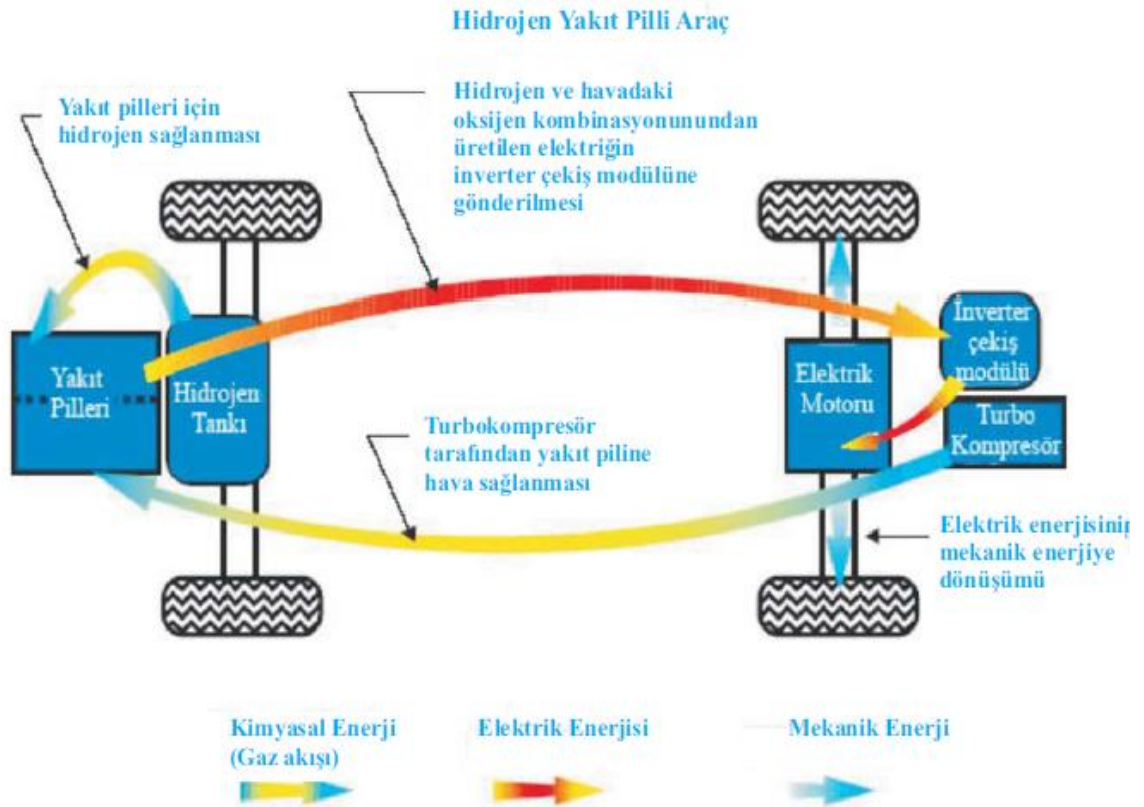 Hidrojen Yakıt Pilli Araç
Yakıt pilleri için
hidrojen sağlanması
Hidrojen ve havadaki
oksijen kombinasyonunundan
üretilen elektriğin
inverter çekiş modülüne
gönderilmesi
Yakıt
Pilleri
Hidrojen
Tankı
Elektrik
Motoru
İnverter
çekiş
modülü
Turbo
Kompresör
Turbokompresör
tarafından yakıt piline
hava sağlanması
Elektrik enerjisinin
mekanik enerjiye
dönüşümü
Kimyasal Enerji
(Gaz akışı)
Elektrik Enerjisi
Mekanik Enerji